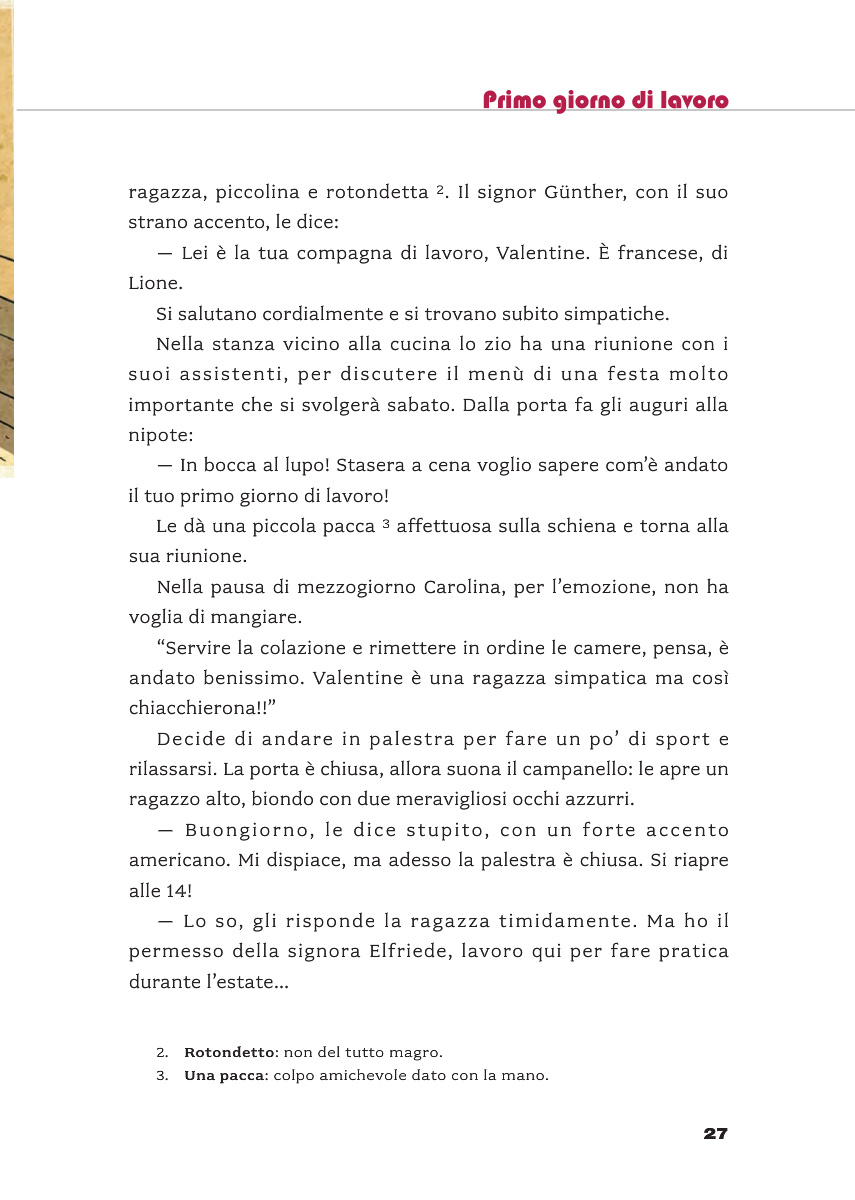 Primo giorno di lavoro
ragazza, piccolina e rotondetta 2. Il signor Günther, con il suo
strano accento, le dice:
— Lei è la tua compagna di lavoro, Valentine. È francese, di
Lione.
Si salutano cordialmente e si trovano subito simpatiche.
Nella stanza vicino alla cucina lo zio ha una riunione con i
suoi assistenti, per discutere il menù di una festa molto
importante che si svolgerà sabato. Dalla porta fa gli auguri alla
nipote:
— In bocca al lupo! Stasera a cena voglio sapere com’è andato
il tuo primo giorno di lavoro!
Le dà una piccola pacca 3 affettuosa sulla schiena e torna alla
sua riunione.
Nella pausa di mezzogiorno Carolina, per l’emozione, non ha
voglia di mangiare.
“Servire la colazione e rimettere in ordine le camere, pensa, è
andato benissimo. Valentine è una ragazza simpatica ma così
chiacchierona!!”
Decide di andare in palestra per fare un po’ di sport e
rilassarsi. La porta è chiusa, allora suona il campanello: le apre un
ragazzo alto, biondo con due meravigliosi occhi azzurri.
— Buongiorno, le dice stupito, con un forte accento
americano. Mi dispiace, ma adesso la palestra è chiusa. Si riapre
alle 14!
— Lo so, gli risponde la ragazza timidamente. Ma ho il
permesso della signora Elfriede, lavoro qui per fare pratica
durante l’estate...
2. Rotondetto: non del tutto magro.
3. Una pacca: colpo amichevole dato con la mano.
27